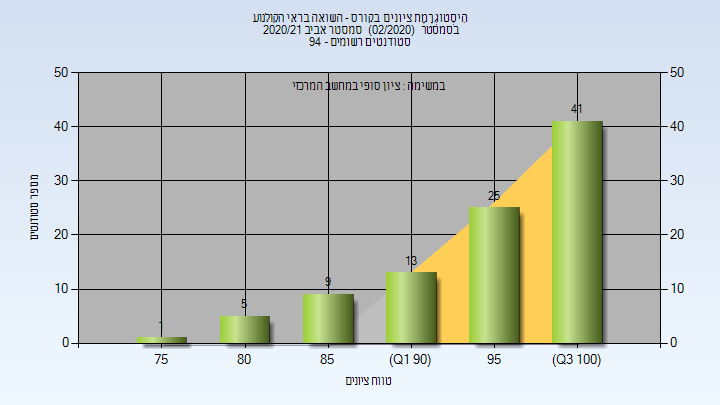 היסטוגרמת ציונים בקורס - השואה בראי הקולנוע
בסמסטר (02/2020) סמסטר אביב 2020/21
סטודנטים רשומים - 94
במשימה : ציון סופי במחשב המרכזי
50 50
40 40
30 30
20 20
10 10
0 0
1 5 9 13 25 41
מספר סטודנטים
75 80 85 (Q1 90) 95 (Q3 100)
טווח ציונים